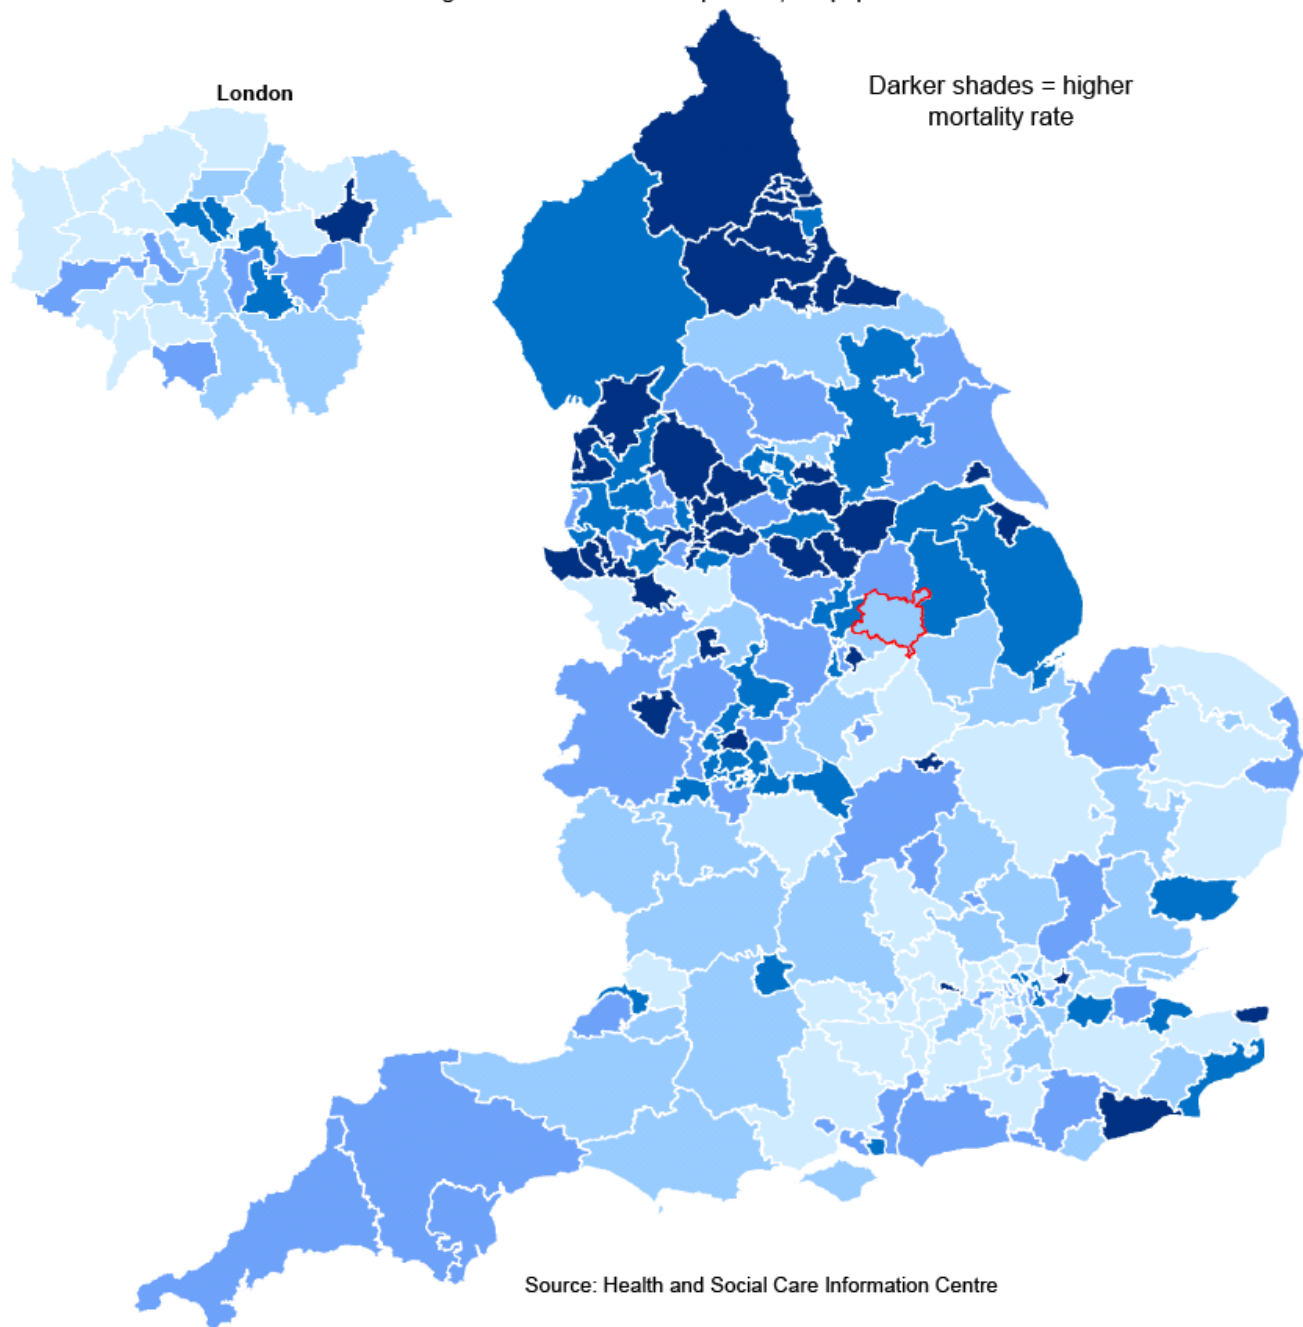 London
Darker shades = higher
mortality rate
Source: Health and Social Care Information Centre